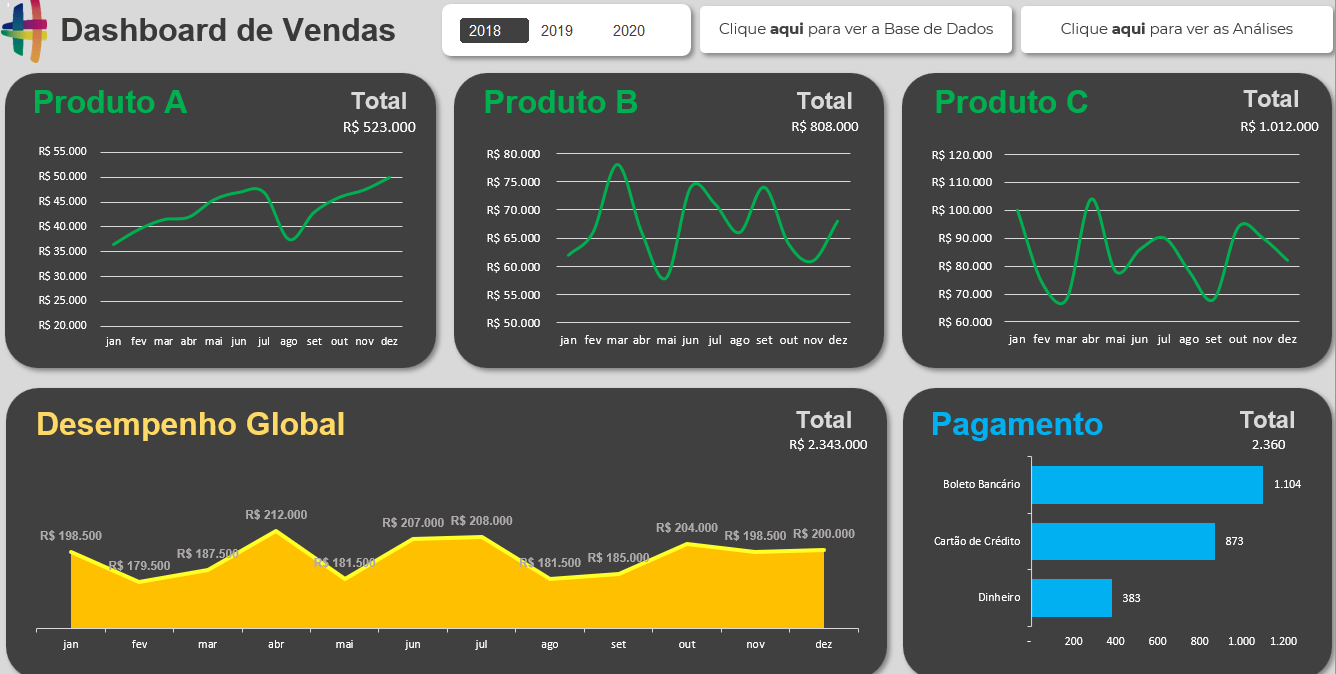 Dashboard de Vendas
2018 2019 2020
Clique aqui para ver a Base de Dados
Clique aqui para ver as Análises
Produto A
Total
R$ 523.000
R$ 55.000
R$ 50.000
R$ 45.000
R$ 40.000
R$ 35.000
R$ 30.000
R$ 25.000
R$ 20.000
jan fev mar abr mai jun jul ago set out nov dez
Produto B
Total
R$ 808.000
R$ 80.000
R$ 75.000
R$ 70.000
R$ 65.000
R$ 60.000
R$ 55.000
R$ 50.000
jan fev mar abr mai jun jul ago set out nov dez
Produto C
Total
R$ 1.012.000
R$ 120.000
R$ 110.000
R$ 100.000
R$ 90.000
R$ 80.000
R$ 70.000
R$ 60.000
jan fev mar abr mai jun jul ago set out nov dez
Desempenho Global
Total
R$ 2.343.000
R$ 198.500 R$ 179.500 R$ 187.500 R$ 212.000 R$ 181.500 R$ 207.000 R$ 208.000 R$ 181.500 R$ 185.000 R$ 204.000 R$ 198.500 R$ 200.000
jan fev mar abr mai jun jul ago set out nov dez
Pagamento
Total
2.360
Boleto Bancário 1.104
Cartão de Crédito 873
Dinheiro 383
- 200 400 600 800 1.000 1.200